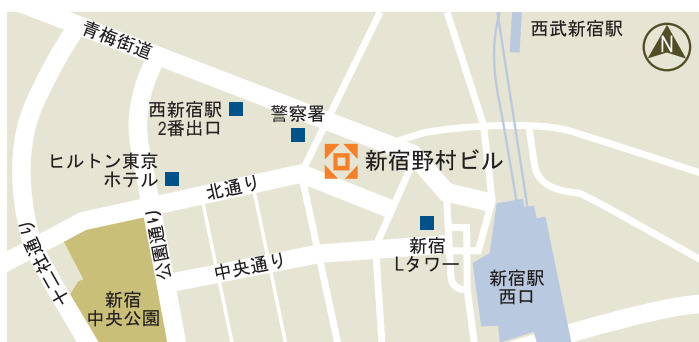 青梅街道
西武新宿駅
N
西新宿駅
2番出口
警察署
新宿野村ビル
ヒルトン東京
ホテル
北通り
十二社通り
公園通り
中央通り
新宿
Lタワー
新宿駅
西口
新宿
中央公園